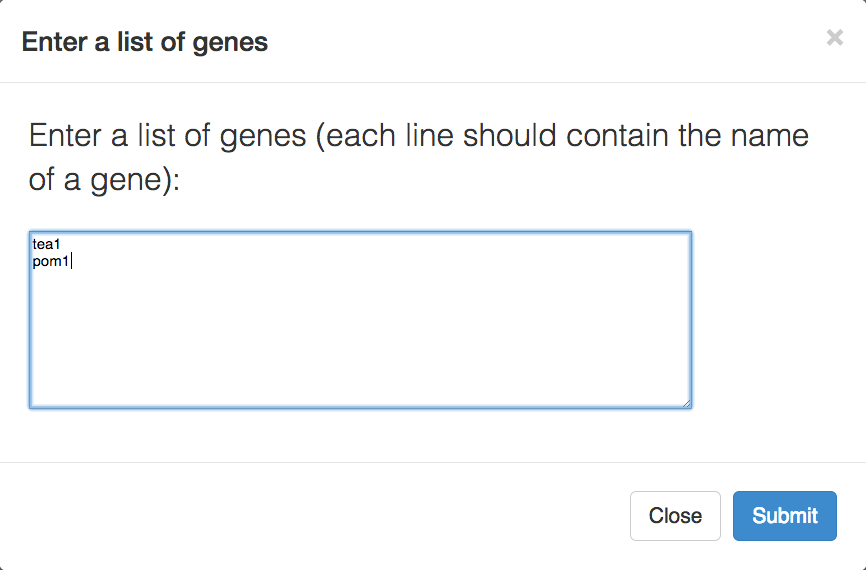 Enter a list of genes
×
Enter a list of genes (each line should contain the name
of a gene):
tea1
pom1
Close
Submit